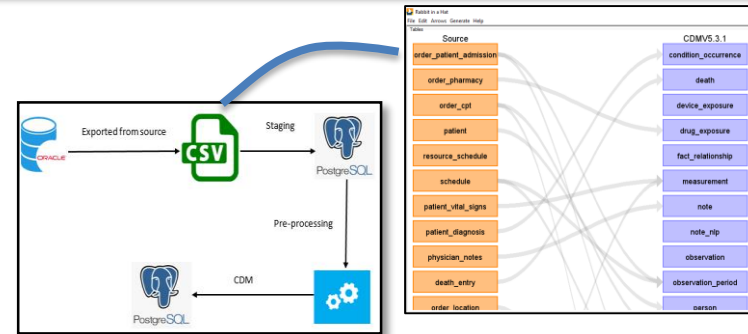 Rabbit in a Hat
File Edit Arrows Generate Help
Tables
Source
CDMV5.3.1
order_patient_admission
condition_occurrence
order_pharmacy
death
order_cpt
device_exposure
patient
drug_exposure
resource_schedule
fact_relationship
schedule
measurement
patient_vital_signs
note
patient_diagnosis
note_nlp
physician_notes
observation
death_entry
observation_period
order_location
person
ORACLE
Exported from source
CSV
Staging
PostgreSQL
Pre-processing
CDM
PostgreSQL